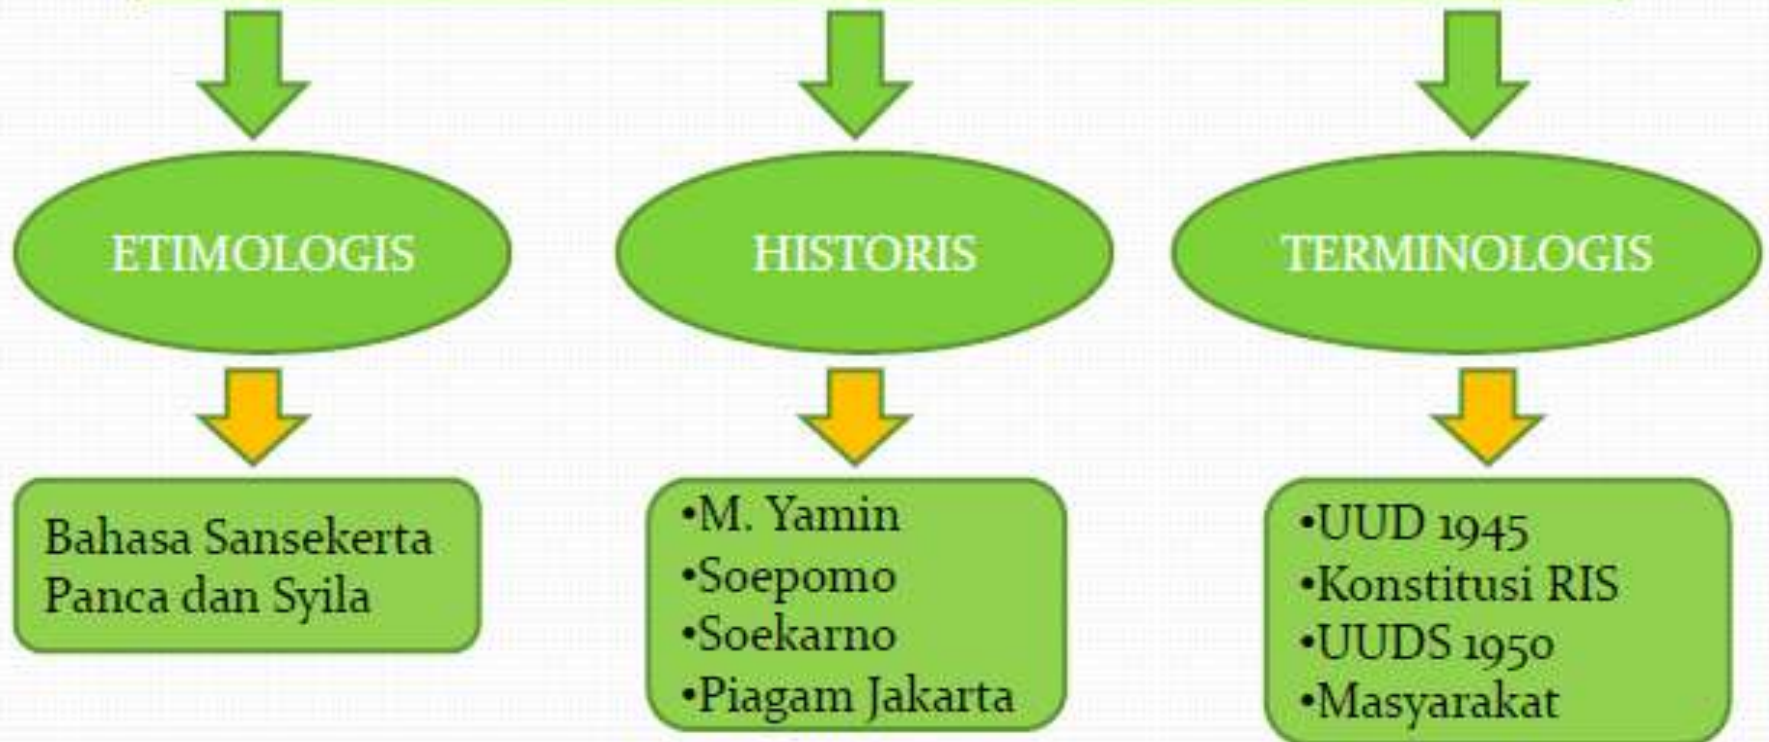 ETIMOLOGIS
HISTORIS
TERMINOLOGIS
Bahasa Sansekerta
Panca dan Syila
•M. Yamin
•Soepomo
•Soekarno
•Piagam Jakarta
•UUD 1945
•Konstitusi RIS
•UUDS 1950
•Masyarakat